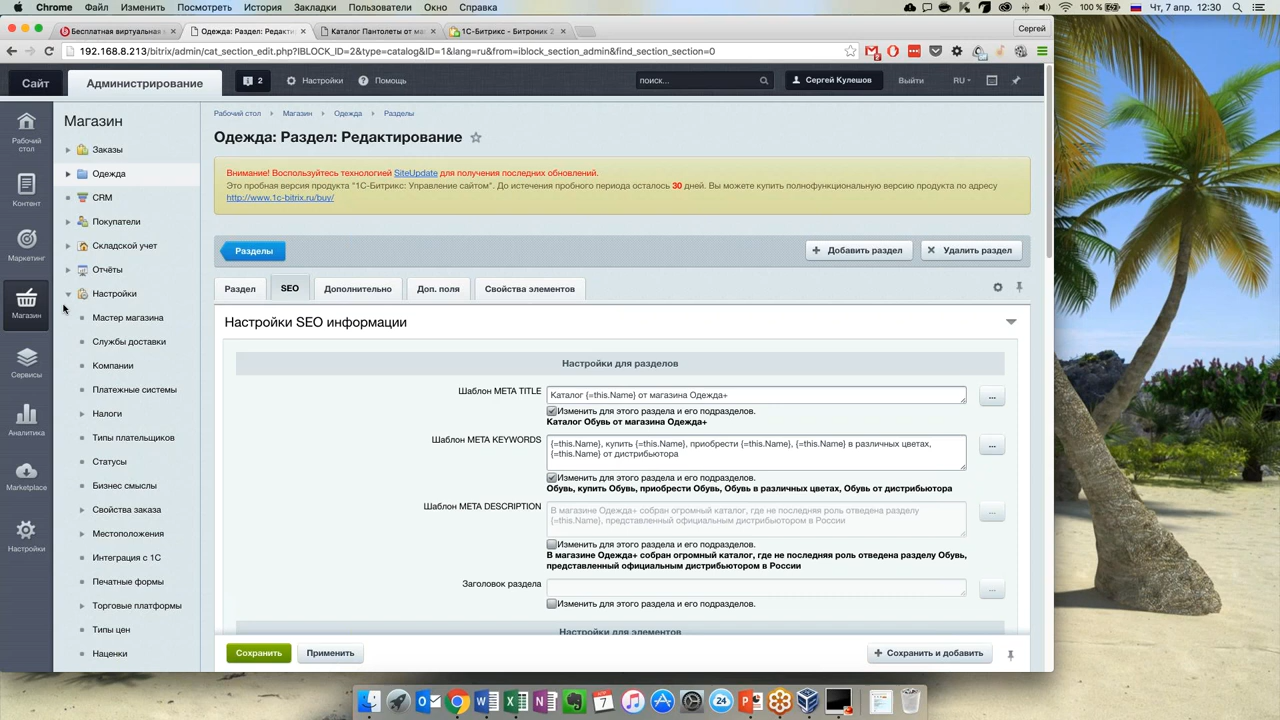 Chrome Файл Изменить Посмотреть История Закладки Пользователи Окно Справка
100 % Чт, 7 апр. 12:30
Бесплатная виртуальная м
Одежда: Раздел: Редакти
Каталог Пантолеты от маг
1С-Битрикс - Битроник 2
Сергей
192.168.8.213/bitrix/admin/cat_section_edit.php?IBLOCK_ID=2&type=catalog&ID=1&lang=ru&from=iblock_section_admin&find_section_section=0
Сайт Администрирование 2 Настройки Помощь поиск... Сергей Кулешов Выйти RU
Рабочий стол
Контент
Маркетинг
Магазин
Сервисы
Аналитика
Marketplace
Настройки
Магазин
Заказы
Одежда
CRM
Покупатели
Складской учет
Отчёты
Настройки
Мастер магазина
Службы доставки
Компании
Платежные системы
Налоги
Типы плательщиков
Статусы
Бизнес смыслы
Свойства заказа
Местоположения
Интеграция с 1С
Печатные формы
Торговые платформы
Типы цен
Наценки
Рабочий стол Магазин Одежда Разделы
Одежда: Раздел: Редактирование
Внимание! Воспользуйтесь технологией SiteUpdate для получения последних обновлений.
Это пробная версия продукта "1С-Битрикс: Управление сайтом". До истечения пробного периода осталось 30 дней. Вы можете купить полнофункциональную версию продукта по адресу
http://www.1c-bitrix.ru/buy/
Разделы Добавить раздел Удалить раздел
Раздел SEO Дополнительно Доп. поля Свойства элементов
Настройки SEO информации
Настройки для разделов
Шаблон META TITLE Каталог {=this.Name} от магазина Одежда+ ...
Изменить для этого раздела и его подразделов.
Каталог Обувь от магазина Одежда+
Шаблон META KEYWORDS {=this.Name}, купить {=this.Name}, приобрести {=this.Name}, {=this.Name} в различных цветах, ...
{=this.Name} от дистрибьютора
Изменить для этого раздела и его подразделов.
Обувь, купить Обувь, приобрести Обувь, Обувь в различных цветах, Обувь от дистрибьютора
Шаблон META DESCRIPTION В магазине Одежда+ собран огромный каталог, где не последняя роль отведена разделу ...
{=this.Name}, представленный официальным дистрибьютором в России
Изменить для этого раздела и его подразделов.
В магазине Одежда+ собран огромный каталог, где не последняя роль отведена разделу Обувь,
представленный официальным дистрибьютором в России
Заголовок раздела ...
Изменить для этого раздела и его подразделов.
Настройки для элементов
Сохранить Применить Сохранить и добавить